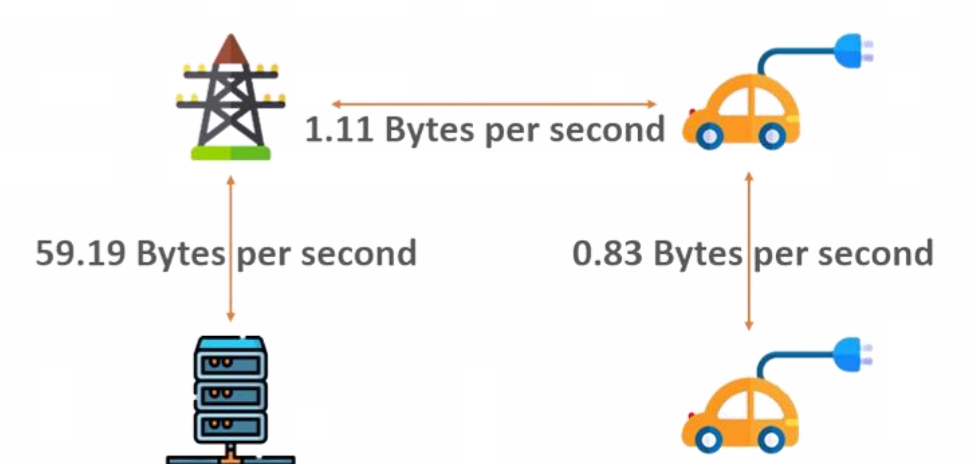 1.11 Bytes per second
59.19 Bytes per second
0.83 Bytes per second